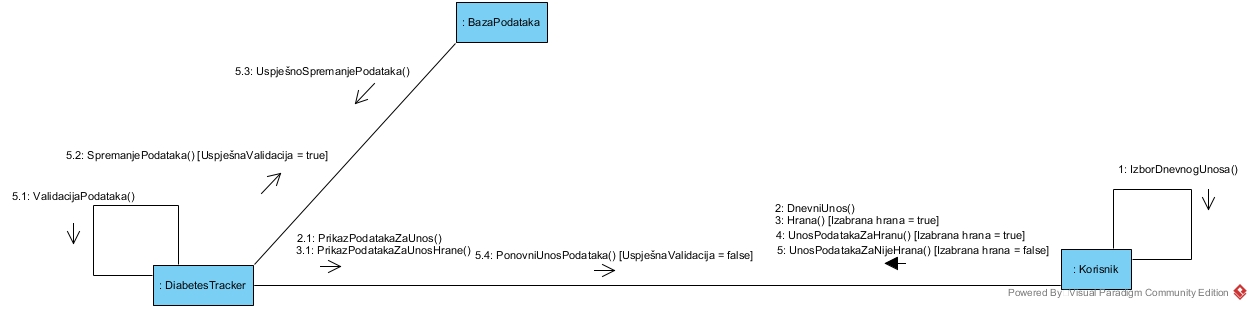 : BazaPodataka
5.3: UspješnoSpremanjePodataka()
5.2: SpremanjePodataka() [UspješnaValidacija = true]
1: IzborDnevnogUnosa()
5.1: ValidacijaPodataka()
2: DnevniUnos()
3: Hrana() [Izabrana hrana = true]
4: UnosPodatakaZaHranu() [Izabrana hrana = true]
5: UnosPodatakaZaNijeHrana() [Izabrana hrana = false]
2.1: PrikazPodatakaZaUnos()
3.1: PrikazPodatakaZaUnosHrane()
5.4: PonovniUnosPodataka() [UspješnaValidacija = false]
: DiabetesTracker
: Korisnik
Powered By Visual Paradigm Community Edition